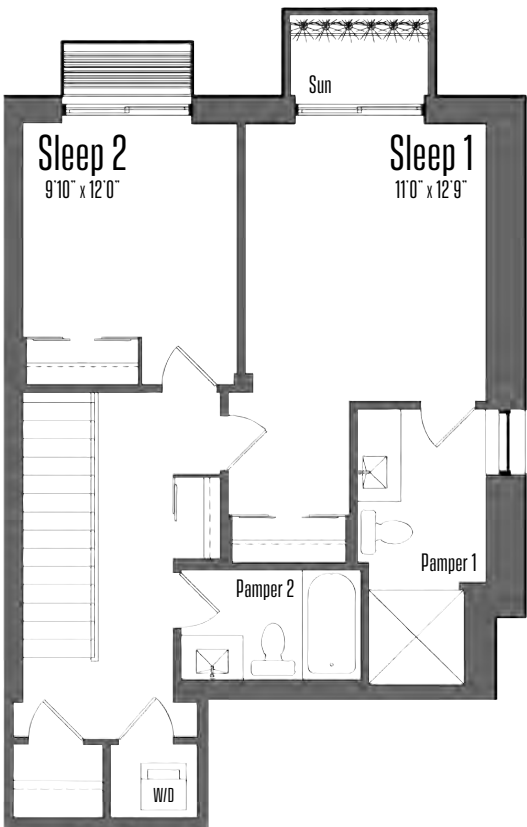 Sun
Sleep 2
9'10" x 12'0"
Sleep 1
11'0" x 12'9"
Pamper 1
Pamper 2
W/D